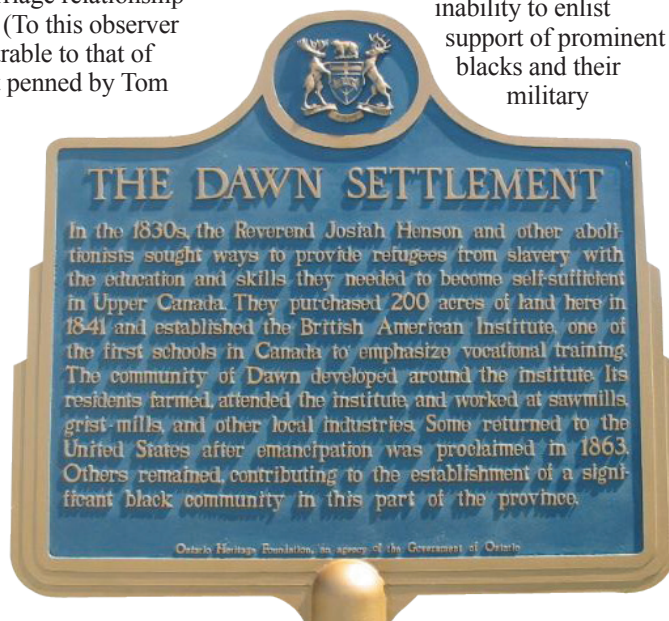 riage relationship
(To this observer
rable to that of
penned by Tom
inability to enlist
support of prominent
blacks and their
military
THE DAWN SETTLEMENT
In the 1830s, the Reverend Josiah Henson and other aboli-
tionists sought ways to provide refugees from slavery with
the education and skills they needed to become self-sufficient
in Upper Canada. They purchased 200 acres of land here in
1841 and established the British American Institute, one of
the first schools in Canada to emphasize vocational training.
The community of Dawn developed around the institute. Its
residents farmed, attended the institute, and worked at sawmills,
grist-mills, and other local industries. Some returned to the
United States after emancipation was proclaimed in 1863.
Others remained, contributing to the establishment of a signi-
ficant black community in this part of the province.
Ontario Heritage Foundation, an agency of the Government of Ontario